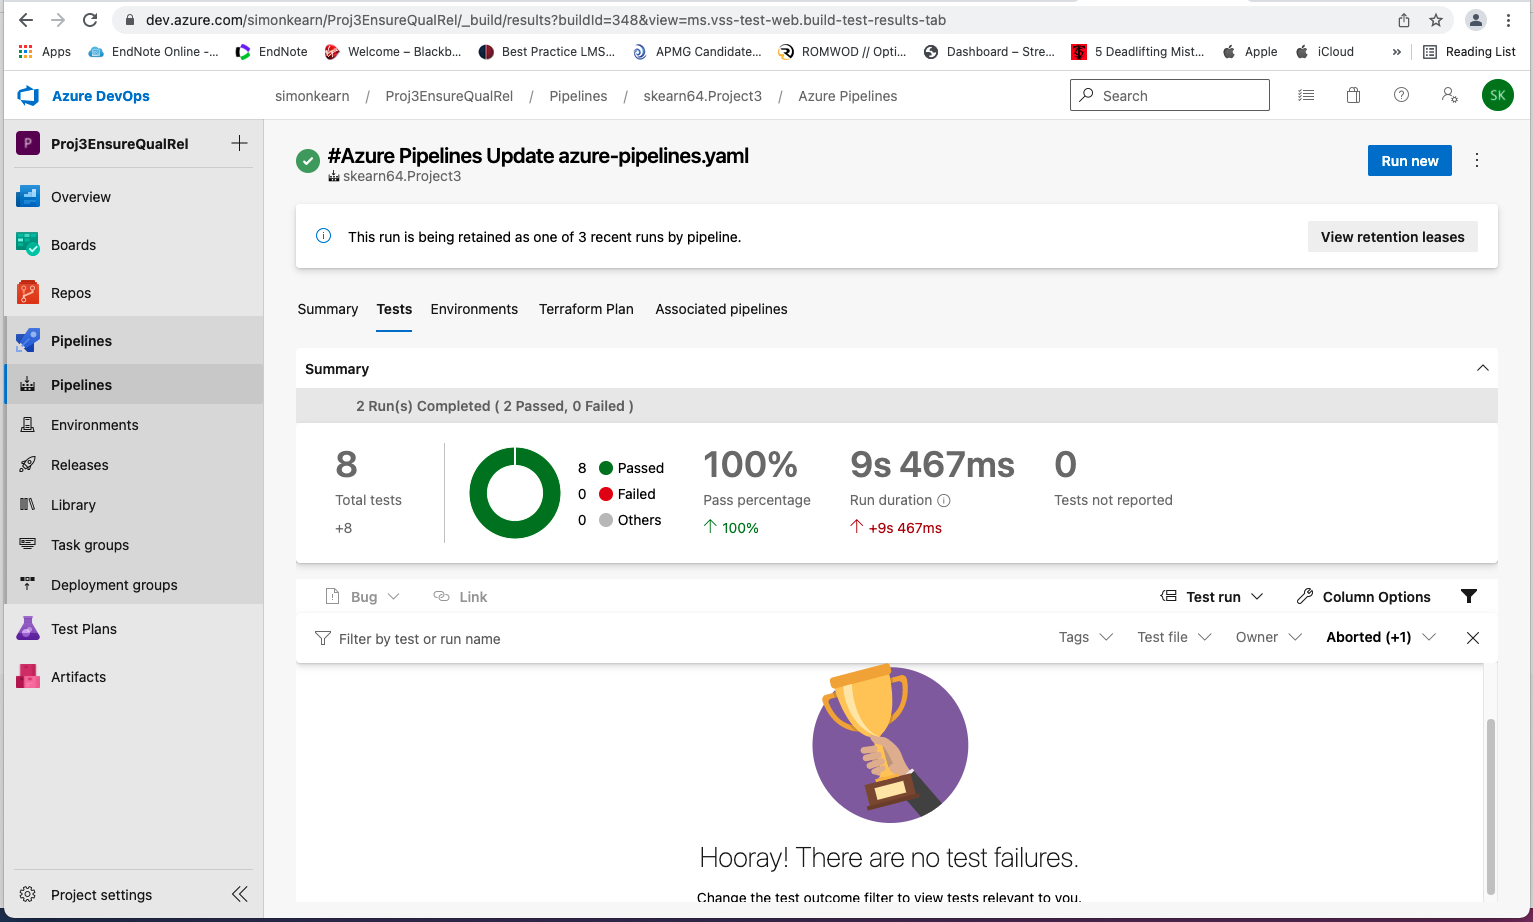 dev.azure.com/simonkearn/Proj3EnsureQualRel/_build/results?buildId=348&view=ms.vss-test-web.build-test-results-tab
Apps EndNote Online -... EndNote Welcome – Blackb... Best Practice LMS... APMG Candidate... ROMWOD // Opti... Dashboard – Stre... 5 Deadlifting Mist... Apple iCloud » Reading List
Azure DevOps simonkearn / Proj3EnsureQualRel / Pipelines / skearn64.Project3 / Azure Pipelines Search SK
P Proj3EnsureQualRel
Overview
Boards
Repos
Pipelines
Pipelines
Environments
Releases
Library
Task groups
Deployment groups
Test Plans
Artifacts
Project settings
#Azure Pipelines Update azure-pipelines.yaml
skearn64.Project3
Run new
This run is being retained as one of 3 recent runs by pipeline.
View retention leases
Summary Tests Environments Terraform Plan Associated pipelines
Summary
2 Run(s) Completed ( 2 Passed, 0 Failed )
8
Total tests
+8
8 Passed
0 Failed
0 Others
100%
Pass percentage
100%
9s 467ms
Run duration
+9s 467ms
0
Tests not reported
Bug Link Test run Column Options
Filter by test or run name Tags Test file Owner Aborted (+1)
Hooray! There are no test failures.
Change the test outcome filter to view tests relevant to you.